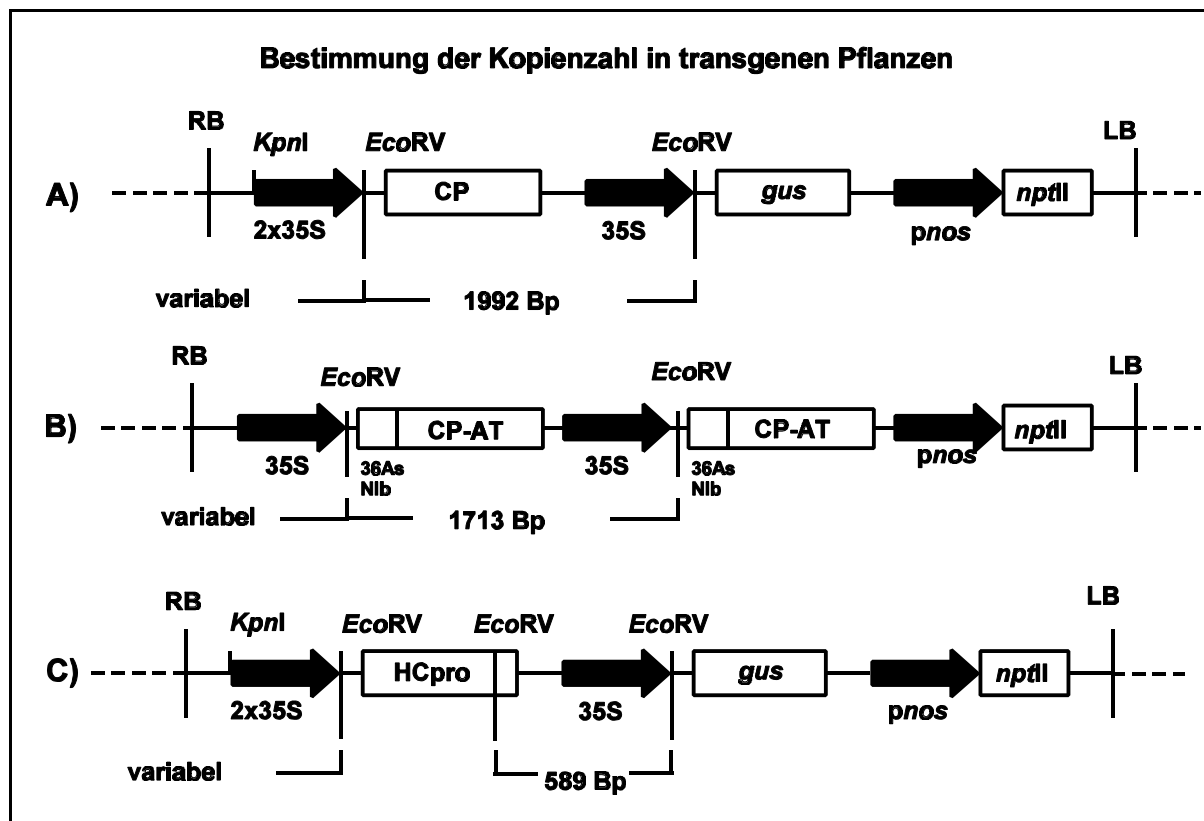 Bestimmung der Kopienzahl in transgenen Pflanzen
RB KpnI EcoRV EcoRV LB
A) CP gus nptII
2x35S 35S pnos
variabel 1992 Bp
RB EcoRV EcoRV LB
B) CP-AT CP-AT nptII
35S 36As 35S 36As pnos
NIb NIb
variabel 1713 Bp
RB KpnI EcoRV EcoRV EcoRV LB
C) HCpro gus nptII
2x35S 35S pnos
variabel 589 Bp